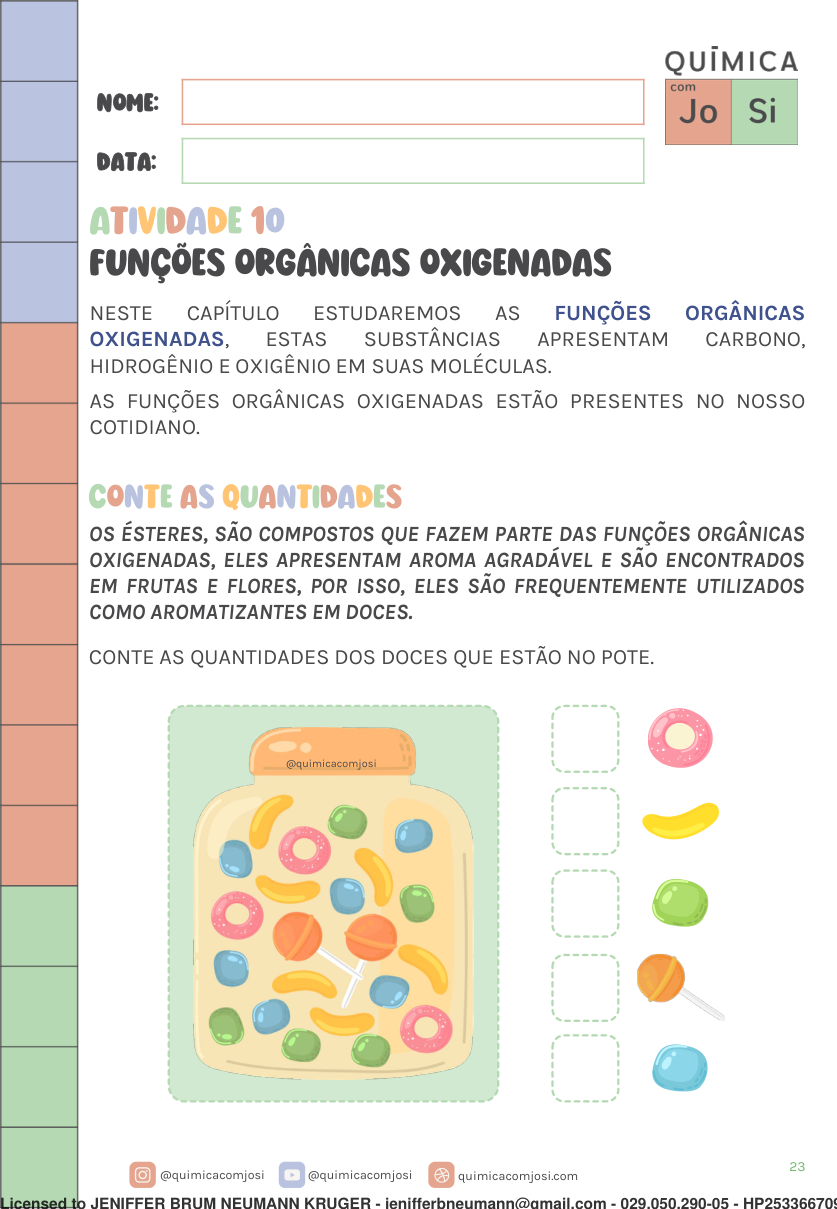 QUĪMICA
com
Jo Si
NOME:
DATA:
ATIVIDADE 10
FUNÇÕES ORGÂNICAS OXIGENADAS
NESTE CAPÍTULO ESTUDAREMOS AS FUNÇÕES ORGÂNICAS
OXIGENADAS, ESTAS SUBSTÂNCIAS APRESENTAM CARBONO,
HIDROGÊNIO E OXIGÊNIO EM SUAS MOLÉCULAS.
AS FUNÇÕES ORGÂNICAS OXIGENADAS ESTÃO PRESENTES NO NOSSO
COTIDIANO.
CONTE AS QUANTIDADES
OS ÉSTERES, SÃO COMPOSTOS QUE FAZEM PARTE DAS FUNÇÕES ORGÂNICAS
OXIGENADAS, ELES APRESENTAM AROMA AGRADÁVEL E SÃO ENCONTRADOS
EM FRUTAS E FLORES, POR ISSO, ELES SÃO FREQUENTEMENTE UTILIZADOS
COMO AROMATIZANTES EM DOCES.
CONTE AS QUANTIDADES DOS DOCES QUE ESTÃO NO POTE.
@quimicacomjosi
23
@quimicacomjosi @quimicacomjosi quimicacomjosi.com
Licensed to JENIFFER BRUM NEUMANN KRUGER - jenifferbneumann@gmail.com - 029.050.290-05 - HP253366709